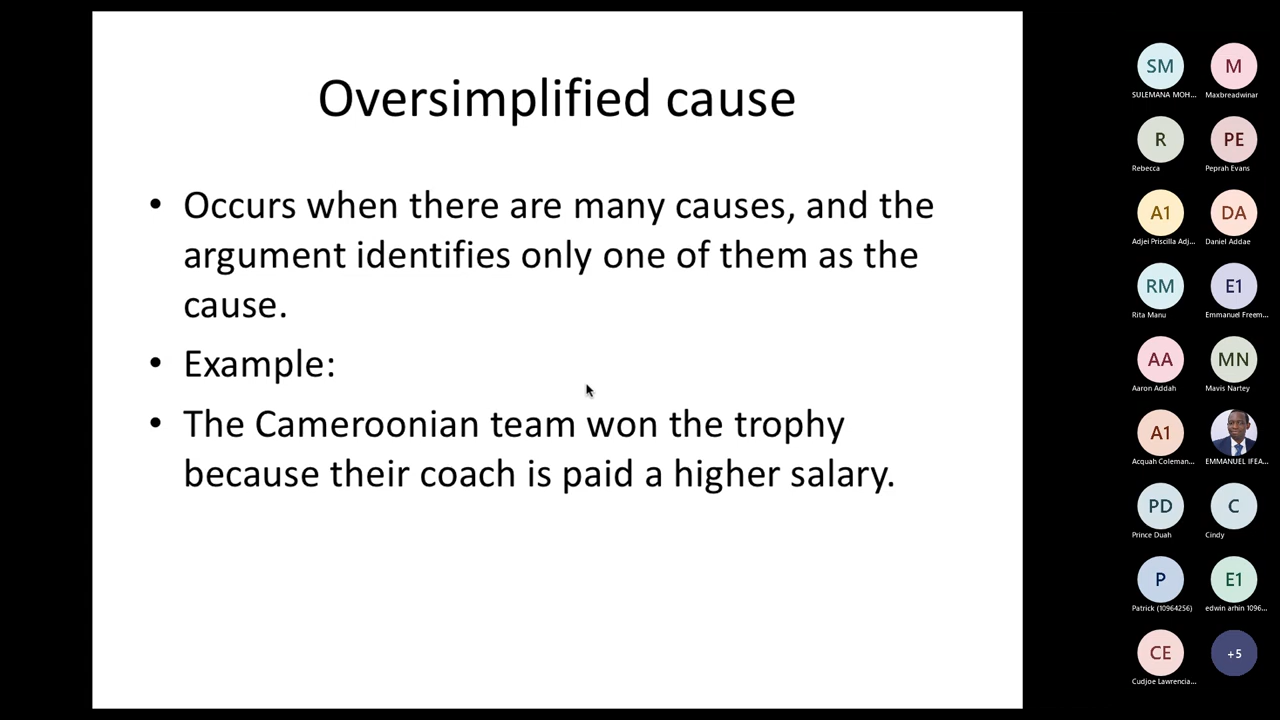 Oversimplified cause
• Occurs when there are many causes, and the
argument identifies only one of them as the
cause.
• Example:
• The Cameroonian team won the trophy
because their coach is paid a higher salary.
SM M
SULEMANA MOH... Maxbreadwinar
R PE
Rebecca Peprah Evans
A1 DA
Adjei Priscilla Adj... Daniel Addae
RM E1
Rita Manu Emmanuel Freem...
AA MN
Aaron Addah Mavis Nartey
A1
Acquah Coleman... EMMANUEL IFEA...
PD C
Prince Duah Cindy
P E1
Patrick (10964256) edwin arhin 1096...
CE +5
Cudjoe Lawrencia...